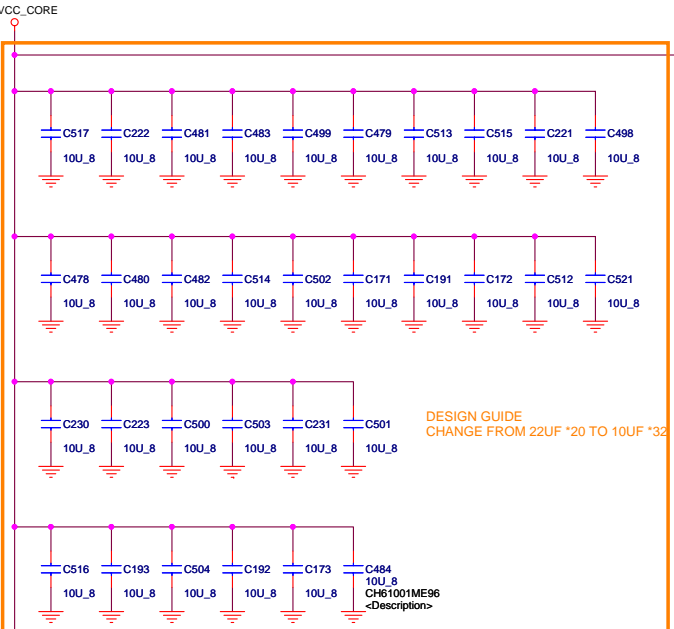 VCC_CORE
C517 C222 C481 C483 C499 C479 C513 C515 C221 C498
10U_8 10U_8 10U_8 10U_8 10U_8 10U_8 10U_8 10U_8 10U_8 10U_8
C478 C480 C482 C514 C502 C171 C191 C172 C512 C521
10U_8 10U_8 10U_8 10U_8 10U_8 10U_8 10U_8 10U_8 10U_8 10U_8
DESIGN GUIDE
C230 C223 C500 C503 C231 C501
CHANGE FROM 22UF *20 TO 10UF *32
10U_8 10U_8 10U_8 10U_8 10U_8 10U_8
C516 C193 C504 C192 C173 C484
10U_8
10U_8 10U_8 10U_8 10U_8 10U_8 CH61001ME96
<Description>